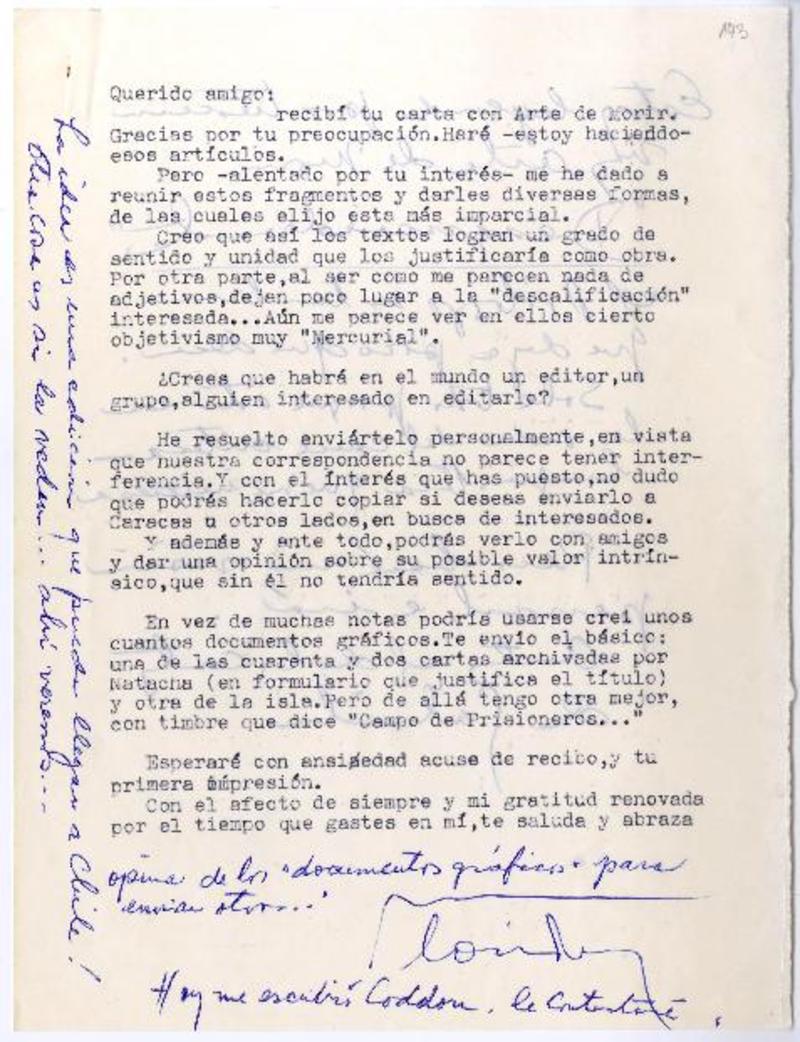 193
Querido amigo:
recibí tu carta con Arte de morir.
Gracias por tu preocupación.Haré -estoy hacieddo-
esos artículos.
Pero -alentado por tu interés- me he dado a
reunir estos fragmentos y darles diversas formas,
de las cuales elijo esta más imparcial.
Creo que así los textos logran un grado de
sentido y unidad que los justificaría como obra.
Por otra parte,al ser como me parecen nada de
adjetivos,dejan poco lugar a la "descalificación"
interesada...Aún me parece ver en ellos cierto
objetivismo muy "Mercurial".
¿Crees que habrá en el mundo un editor,un
grupo,alguien interesado en editarlo?
He resuelto enviártelo personalmente,en vista
que nuestra correspondencia no parece tener inter-
ferencia.Y con el ínterés que has puesto,no dudo
que podrás hacerlo copiar si deseas enviarlo a
Caracas u otros lados,en busca de interesados.
Y además y ante todo,podrás verlo con amigos
y dar una opinión sobre su posible valor intrín-
sico,que sin él no tendría sentido.
En vez de muchas notas podría usarse crei unos
cuantos documentos gráficos.Te envío el básico:
una de las cuarenta y dos cartas archivadas por
Natacha (en formulario que justifica el título)
y otra de la isla.Pero de allá tengo otra mejor,
con timbre que dice "Campo de Prisioneros..."
Esperaré con ansiedad acuse de recibo,y tu
primera impresión.
Con el afecto de siempre y mi gratitud renovada
por el tiempo que gastes en mí,te saluda y abraza
opina de los "documentos gráficos" para
enviar otros...
Hoy me escribió Coddou. le contestaré
La idea es una edición que pueda llegar a Chile!
Otra cosa es si la vedan... ahí veremos...